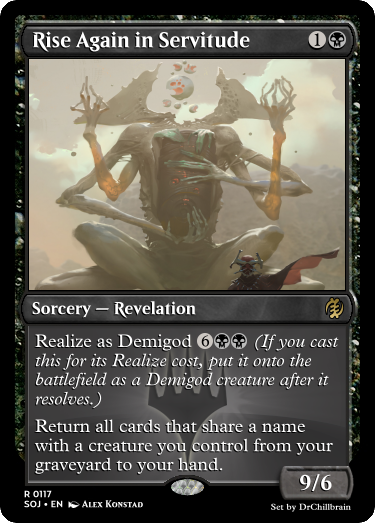 Rise Again in Servitude 1
Sorcery — Revelation
Realize as Demigod 6 (If you cast
this for its Realize cost, put it onto the
battlefield as a Demigod creature after it
resolves.)
Return all cards that share a name
with a creature you control from your
graveyard to your hand.
9/6
R 0117
SOJ • EN Alex Konstad
Set by DrChillbrain